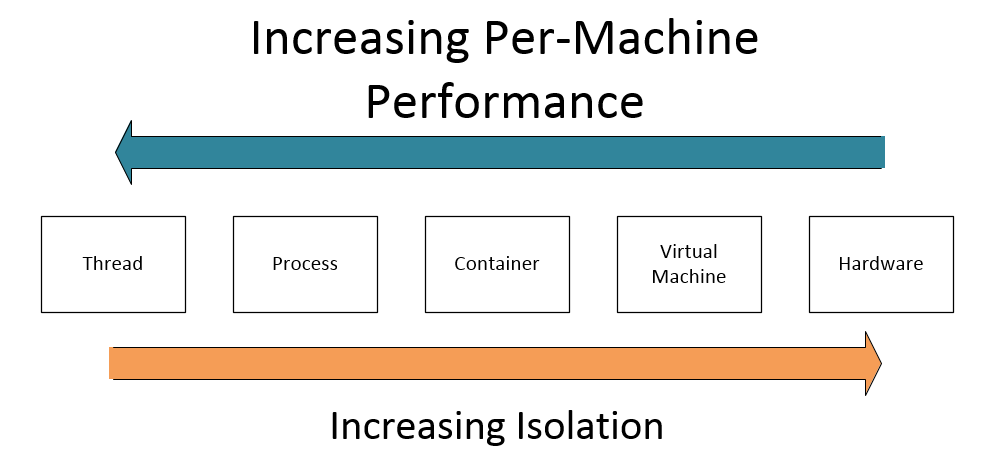 Increasing Per-Machine
Performance
Thread
Process
Container
Virtual
Machine
Hardware
Increasing Isolation